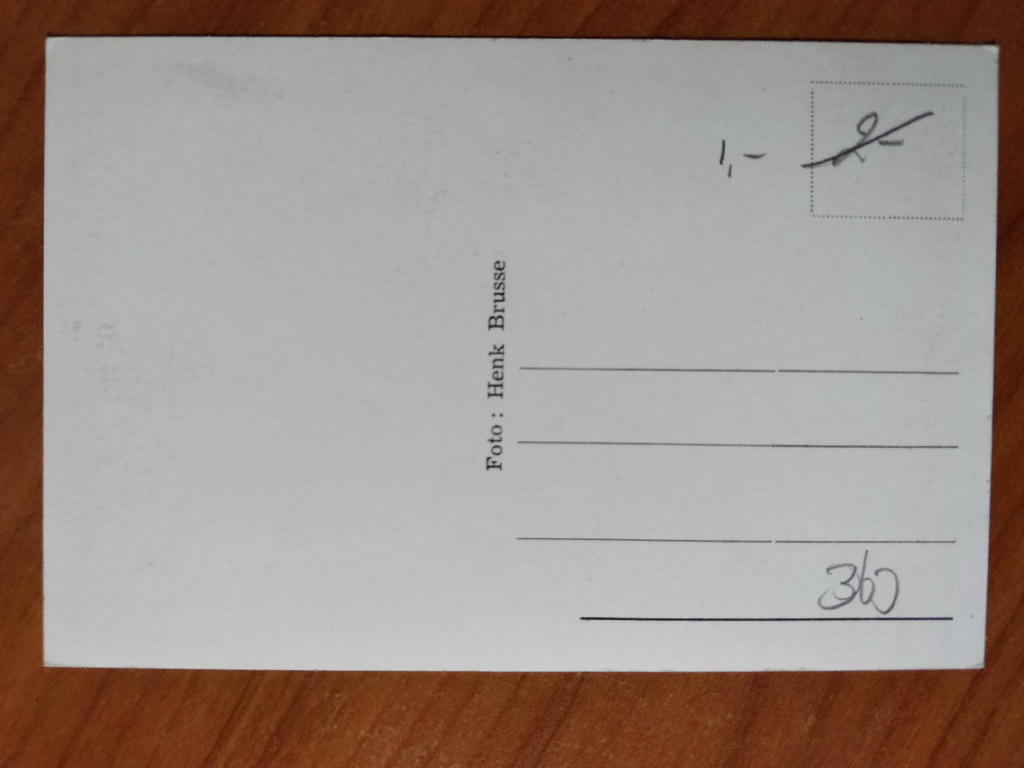 1,-
2-
Foto : Henk Brusse
360